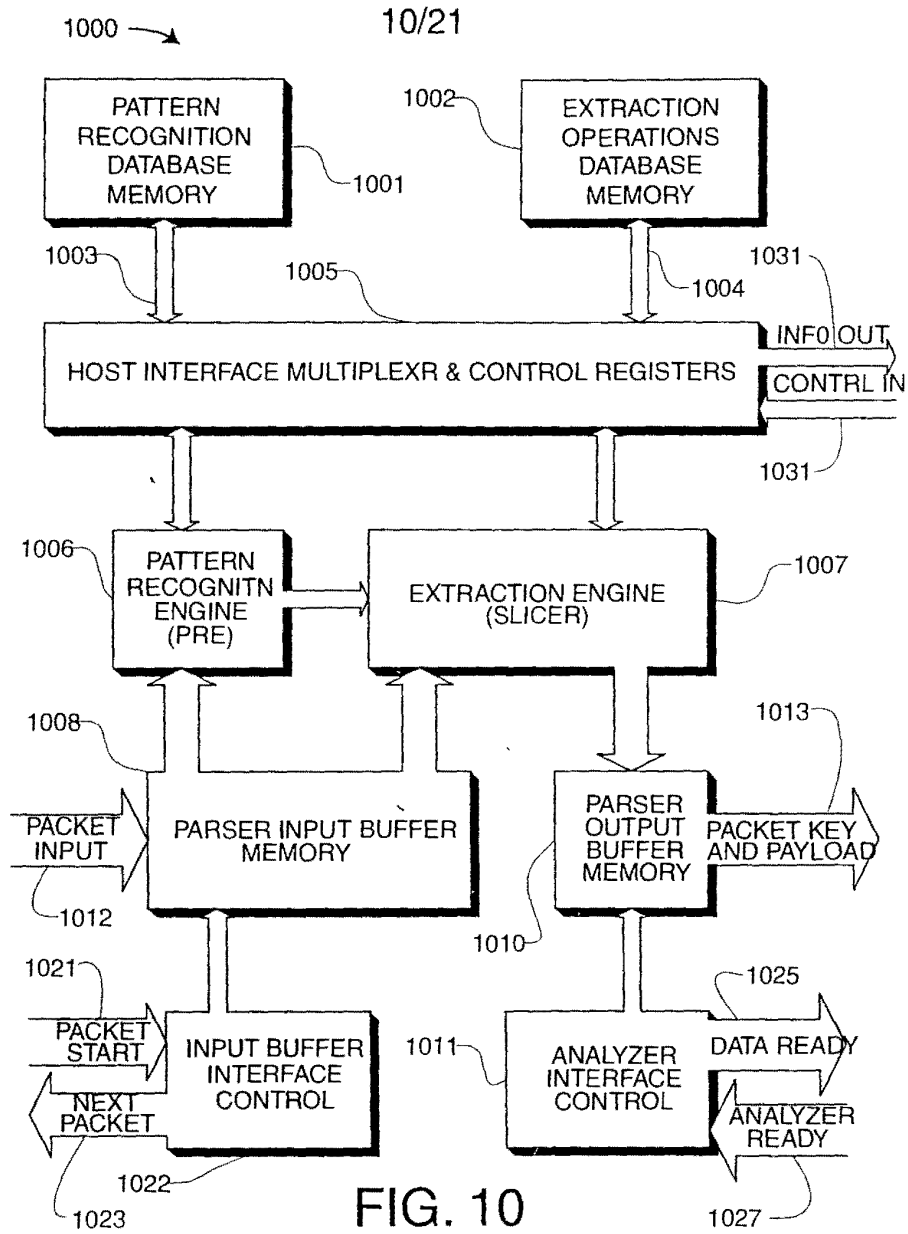 10/21
1000
PATTERN
RECOGNITION
DATABASE
MEMORY
1001
1002
EXTRACTION
OPERATIONS
DATABASE
MEMORY
1003
1005
1004
1031
HOST INTERFACE MULTIPLEXR & CONTROL REGISTERS
INFO OUT
CONTRL IN
1031
1006
PATTERN
RECOGNITN
ENGINE
(PRE)
EXTRACTION ENGINE
(SLICER)
1007
1008
PACKET
INPUT
1012
PARSER INPUT BUFFER
MEMORY
PARSER
OUTPUT
BUFFER
MEMORY
1010
1013
PACKET KEY
AND PAYLOAD
1021
PACKET
START
NEXT
PACKET
1023
INPUT BUFFER
INTERFACE
CONTROL
1022
1011
ANALYZER
INTERFACE
CONTROL
1025
DATA READY
ANALYZER
READY
1027
FIG. 10